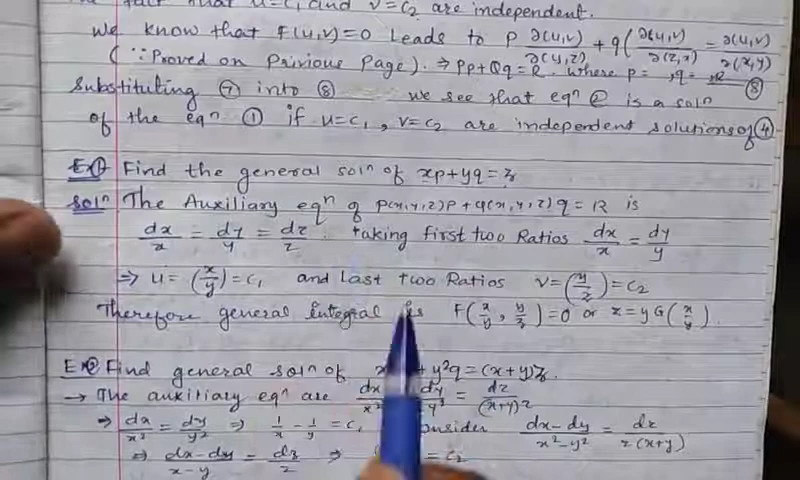 fact that u=c₁ and v=c₂ are independent.
We know that F(u,v)=0 leads to p ∂(u,v)/∂(y,z) + q(∂(u,v)/∂(z,x) = ∂(u,v)/∂(x,y)
(∵ Proved on Privious Page). ⇒ Pp+Qq=R. where P= ,q= ,R ⑧
Substituting ⑦ into ⑧ we see that eqⁿ ② is a solⁿ
of the eqⁿ ① if u=c₁, v=c₂ are independent solutions of ④
Ex① Find the general solⁿ of xp+yq=z.
Solⁿ The Auxiliary eqⁿ of P(x,y,z)p+q(x,y,z)q=R is
dx/x = dy/y = dz/z. Taking first two Ratios dx/x = dy/y
⇒ u=(x/y)=c₁ and last two Ratios v=(y/z)=c₂
Therefore general integral is F(x/y, y/z)=0 or z=yG(x/y).
Ex② Find general solⁿ of + y²q=(x+y)z.
→ The auxiliary eqⁿ are dx/x² dy/y² = dz/(x+y)z
⇒ dx/x² = dy/y² ⇒ 1/x - 1/y = c₁ dx-dy/x²-y² = dz/z(x+y)
⇒ dx-dy/x-y = dz/z ⇒ = c₂